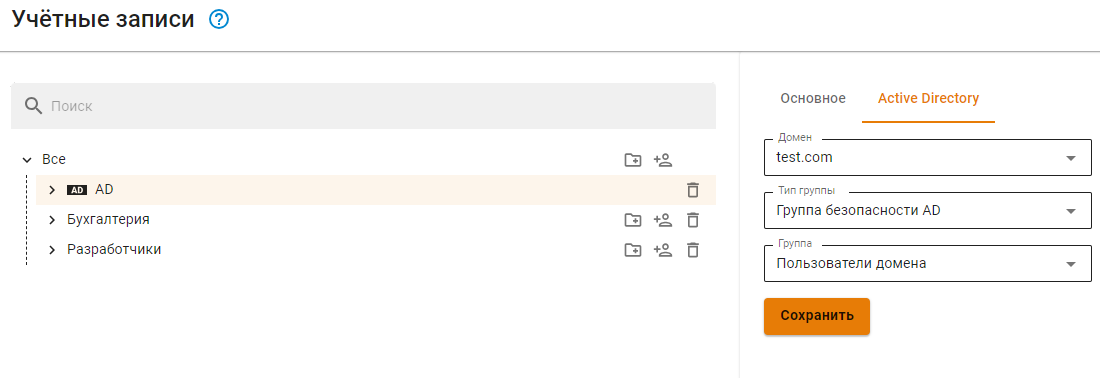 Учётные записи
Поиск
Основное
Active Directory
Все
AD AD
Бухгалтерия
Разработчики
Домен
test.com
Тип группы
Группа безопасности AD
Группа
Пользователи домена
Сохранить